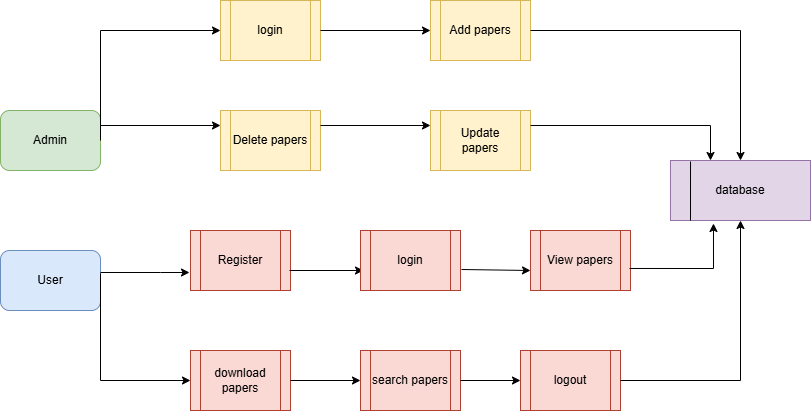 login
Add papers
Admin
Delete papers
Update
papers
database
User
Register
login
View papers
download
papers
search papers
logout